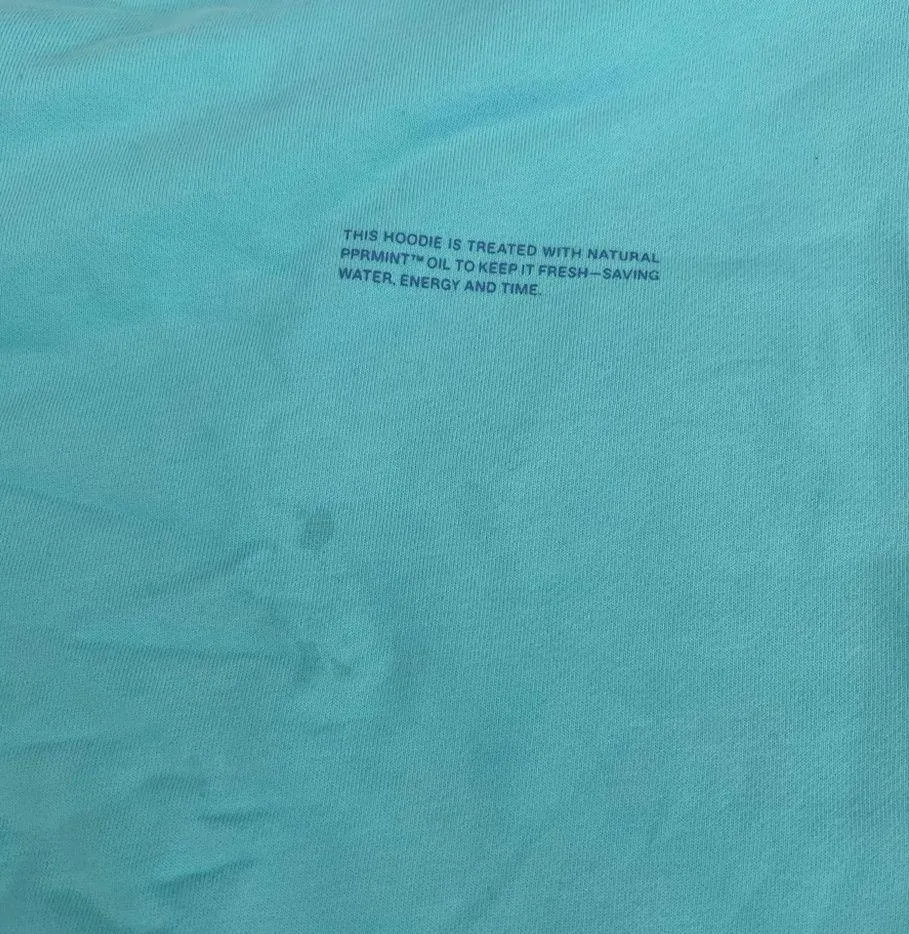 THIS HOODIE IS TREATED WITH NATURAL
PPRMINT™ OIL TO KEEP IT FRESH—SAVING
WATER, ENERGY AND TIME.